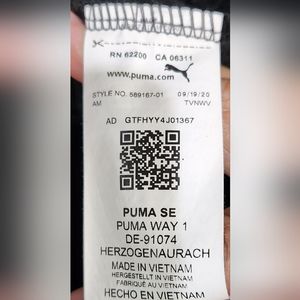 RN 62200 CA 06311
www.puma.com
STYLE NO. 589167-01 09/19/20
AM TVNWV
AD GTFHYY4J01367
PUMA SE
PUMA WAY 1
DE-91074
HERZOGENAURACH
MADE IN VIETNAM
HERGESTELLT IN VIETNAM
FABRIQUÉ AU VIETNAM
HECHO EN VIETNAM